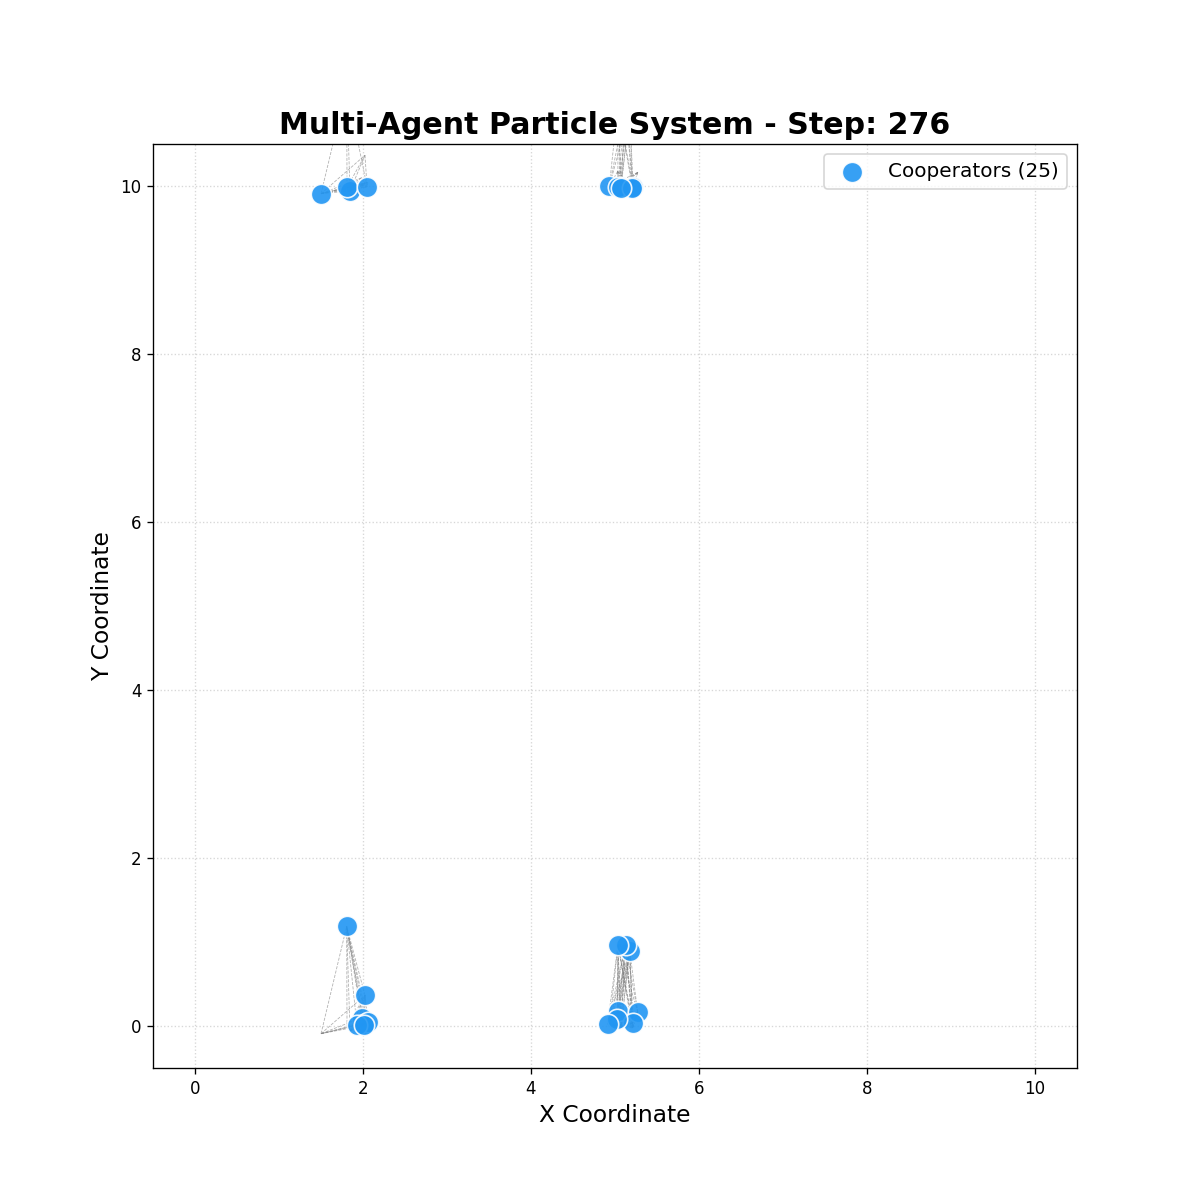 Multi-Agent Particle System - Step: 276
Cooperators (25)
10
8
6
4
2
0
Y Coordinate
0 2 4 6 8 10
X Coordinate